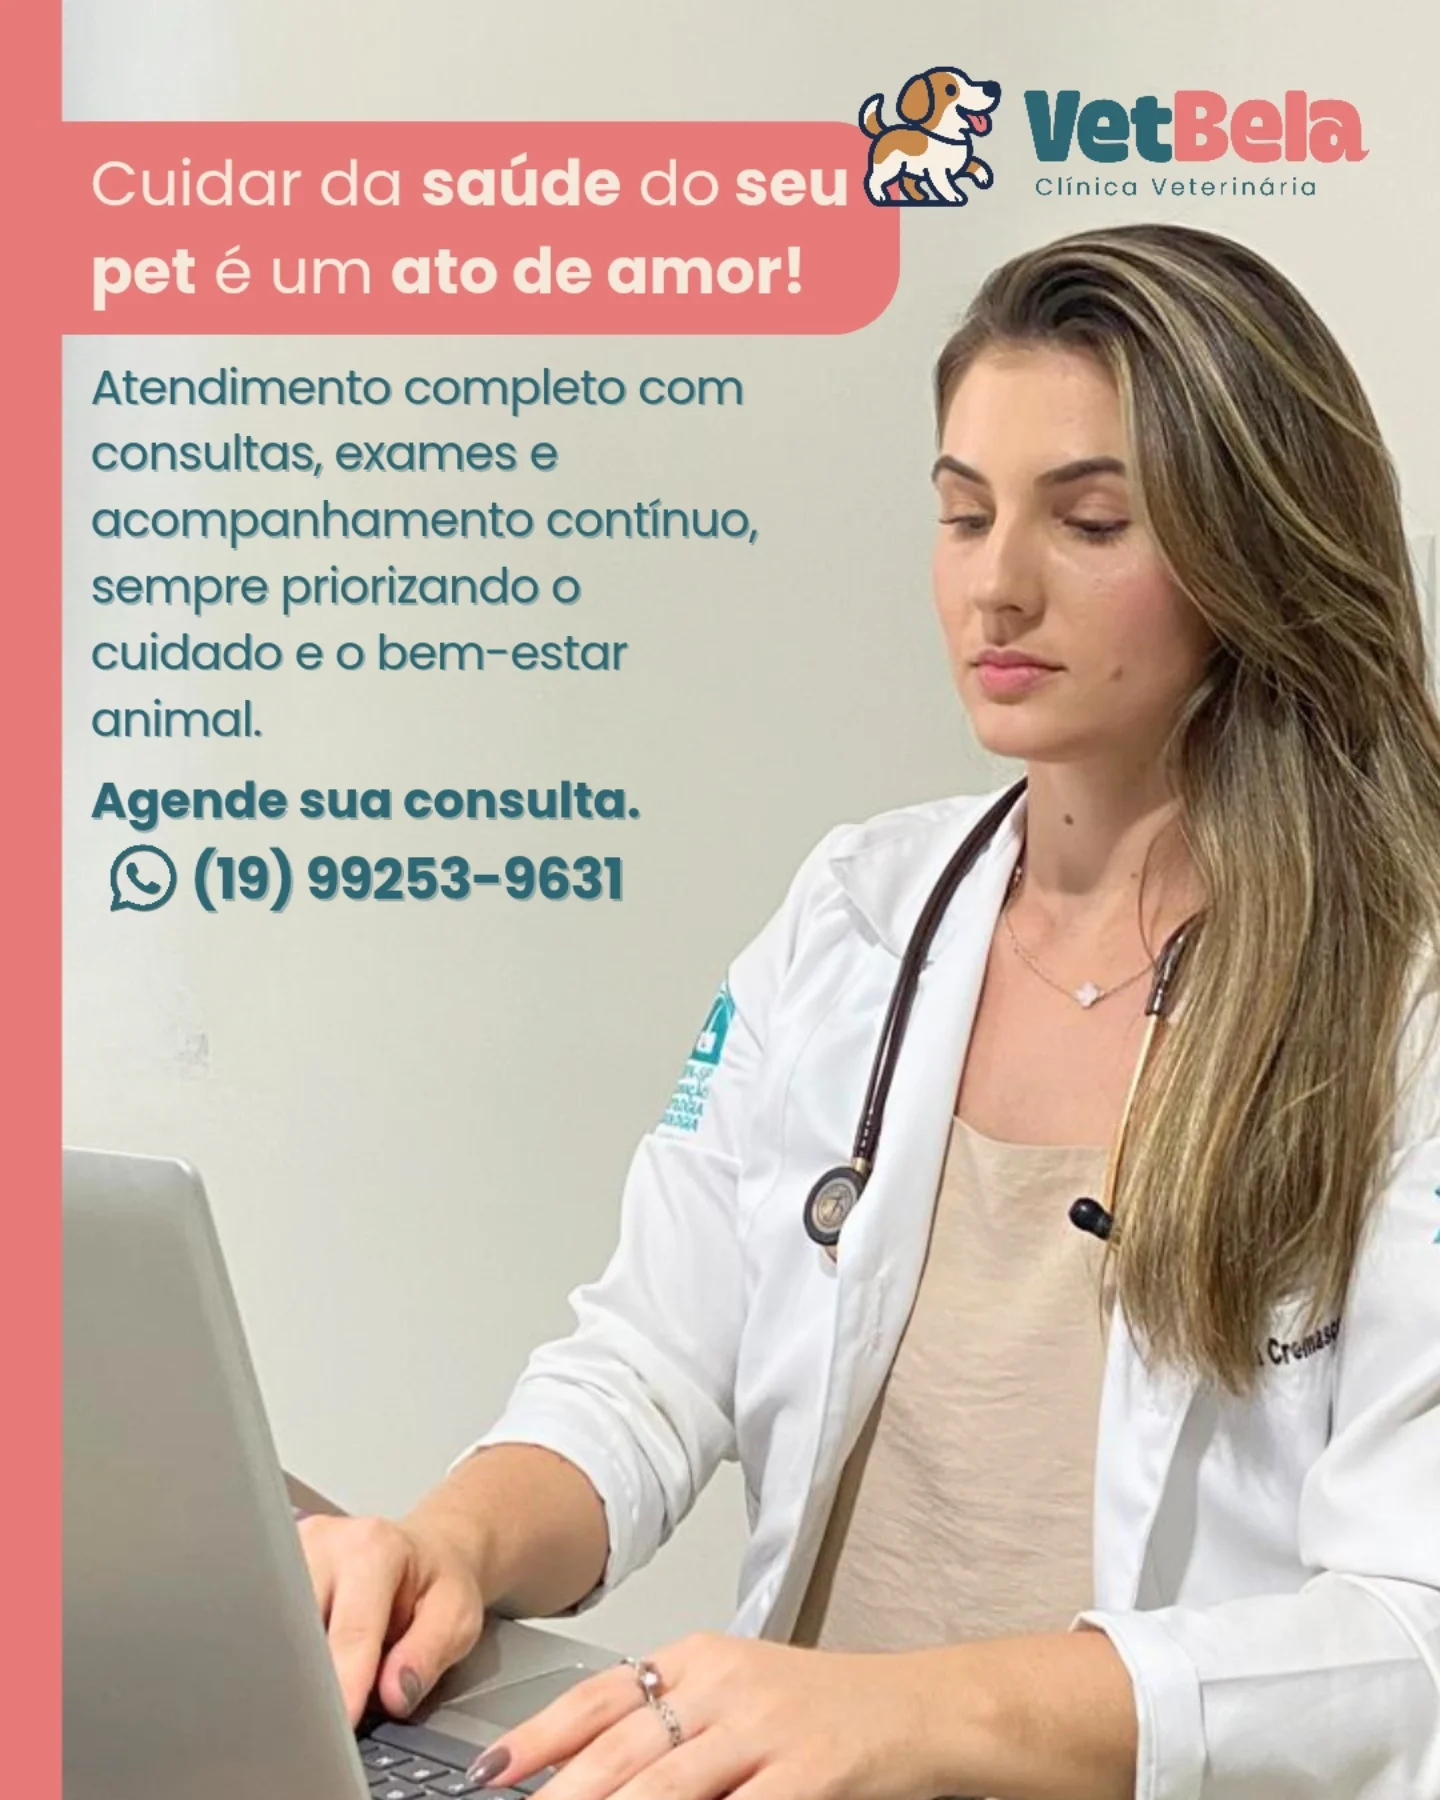 VetBela
Clínica Veterinária
Cuidar da saúde do seu
pet é um ato de amor!
Atendimento completo com
consultas, exames e
acompanhamento contínuo,
sempre priorizando o
cuidado e o bem-estar
animal.
Agende sua consulta.
(19) 99253-9631